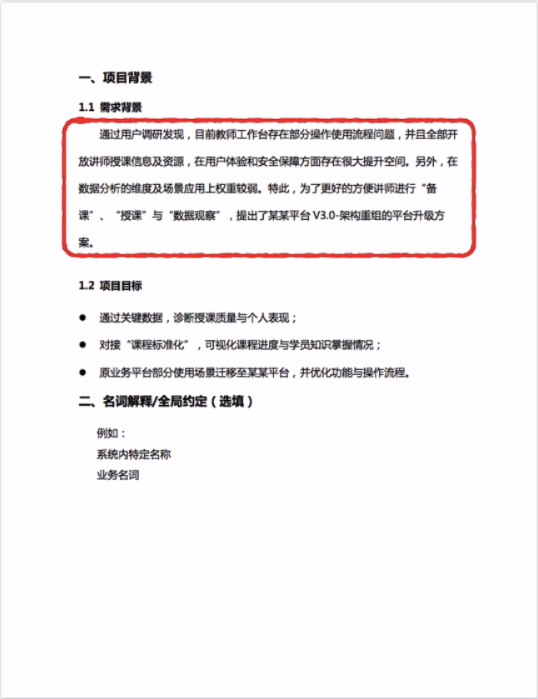 一、项目背景
1.1 需求背景
通过用户调研发现，目前教师工作台存在部分操作使用流程问题，并且全部开
放讲师授课信息及资源，在用户体验和安全保障方面存在很大提升空间。另外，在
数据分析的维度及场景应用上权重较弱。特此，为了更好的方便讲师进行“备
课”、“授课”与“数据观察”，提出了某某平台 V3.0-架构重组的平台升级方
案。
1.2 项目目标
● 通过关键数据，诊断授课质量与个人表现；
● 对接“课程标准化”，可视化课程进度与学员知识掌握情况；
● 原业务平台部分使用场景迁移至某某平台，并优化功能与操作流程。
二、名词解释/全局约定（选填）
例如：
系统内特定名称
业务名词